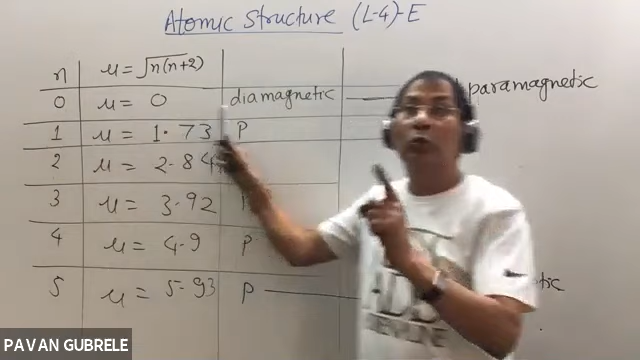 Atomic Structure (L-4)-E
n μ = √n(n+2)
0 μ = 0 diamagnetic — paramagnetic
1 μ = 1.73 P
2 μ = 2.84
3 μ = 3.92
4 μ = 4.9 P
5 μ = 5.93 P —
PAVAN GUBRELE